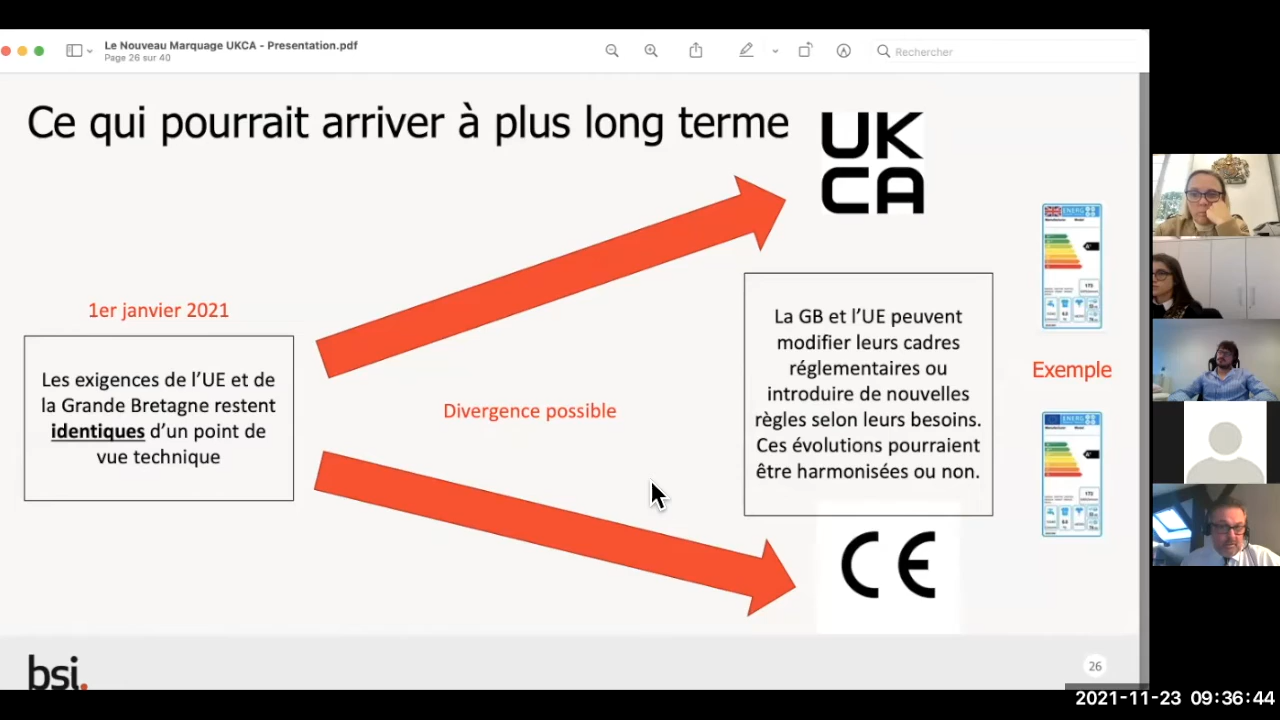 Le Nouveau Marquage UKCA - Presentation.pdf
Page 26 sur 40
Rechercher
Ce qui pourrait arriver à plus long terme
UK
CA
1er janvier 2021
Les exigences de l'UE et de
la Grande Bretagne restent
identiques d'un point de
vue technique
Divergence possible
La GB et l'UE peuvent
modifier leurs cadres
réglementaires ou
introduire de nouvelles
règles selon leurs besoins.
Ces évolutions pourraient
être harmonisées ou non.
ENERG
Exemple
ENERG
CE
bsi.
26
2021-11-23 09:36:44